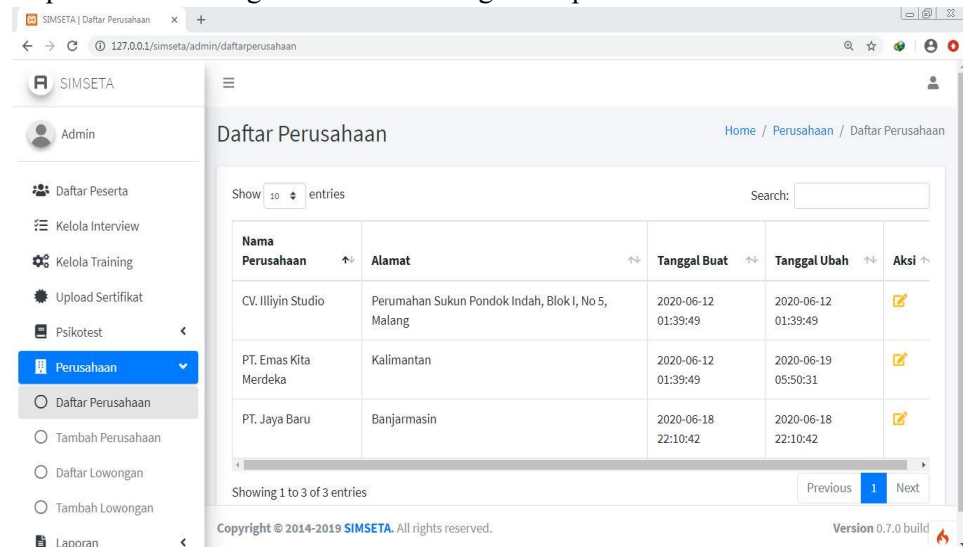 SIMSETA | Daftar Perusahaan
127.0.0.1/simseta/admin/daftarperusahaan
SIMSETA
Admin
Daftar Peserta
Kelola Interview
Kelola Training
Upload Sertifikat
Psikotest
Perusahaan
Daftar Perusahaan
Tambah Perusahaan
Daftar Lowongan
Tambah Lowongan
Laporan
Daftar Perusahaan
Home / Perusahaan / Daftar Perusahaan
Show 10 entries
Search:
Nama Perusahaan Alamat Tanggal Buat Tanggal Ubah Aksi
CV. Illiyin Studio Perumahan Sukun Pondok Indah, Blok I, No 5, Malang 2020-06-12 01:39:49 2020-06-12 01:39:49
PT. Emas Kita Merdeka Kalimantan 2020-06-12 01:39:49 2020-06-19 05:50:31
PT. Jaya Baru Banjarmasin 2020-06-18 22:10:42 2020-06-18 22:10:42
Showing 1 to 3 of 3 entries
Previous 1 Next
Copyright © 2014-2019 SIMSETA. All rights reserved.
Version 0.7.0 build